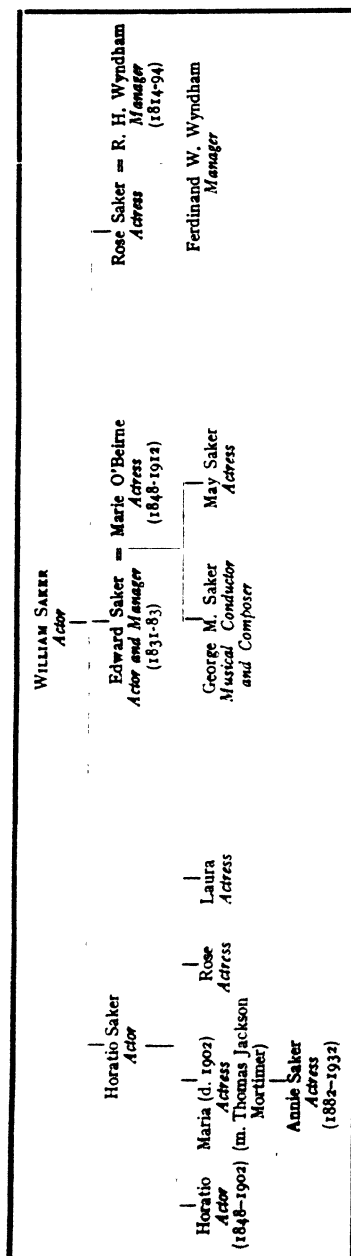 WILLIAM SAKER
Actor
Horatio Saker
Actor
Edward Saker = Marie O'Beirne
Actor and Manager Actress
(1831-83) (1848-1912)
Rose Saker = R. H. Wyndham
Actress Manager
(1814-94)
Horatio
Actor
(1848-1902)
Maria (d. 1902)
Actress
(m. Thomas Jackson
Mortimer)
Rose
Actress
Laura
Actress
George M. Saker
Musical Conductor
and Composer
May Saker
Actress
Ferdinand W. Wyndham
Manager
Annie Saker
Actress
(1882-1932)